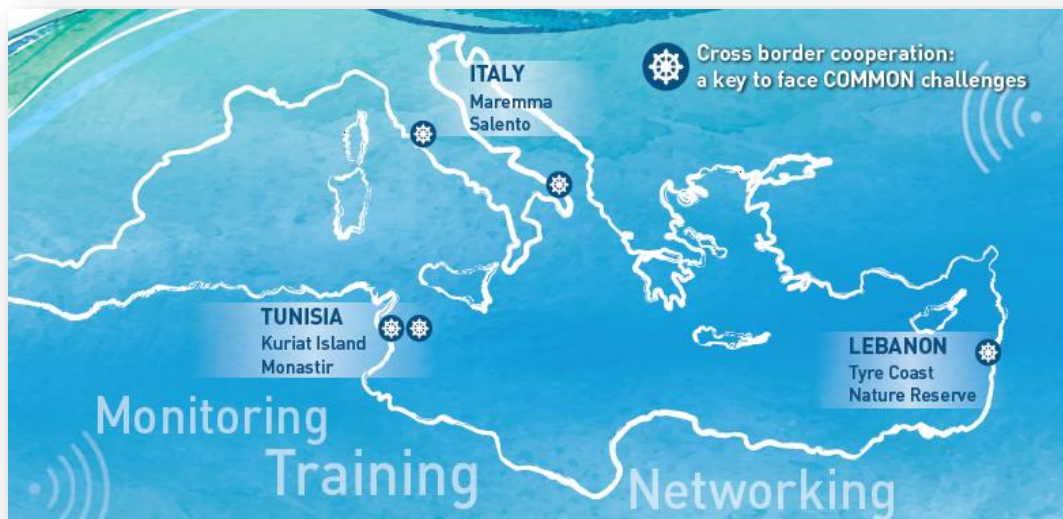 Cross border cooperation:
a key to face COMMON challenges
ITALY
Maremma
Salento
TUNISIA
Kuriat Island
Monastir
LEBANON
Tyre Coast
Nature Reserve
Monitoring
Training
Networking